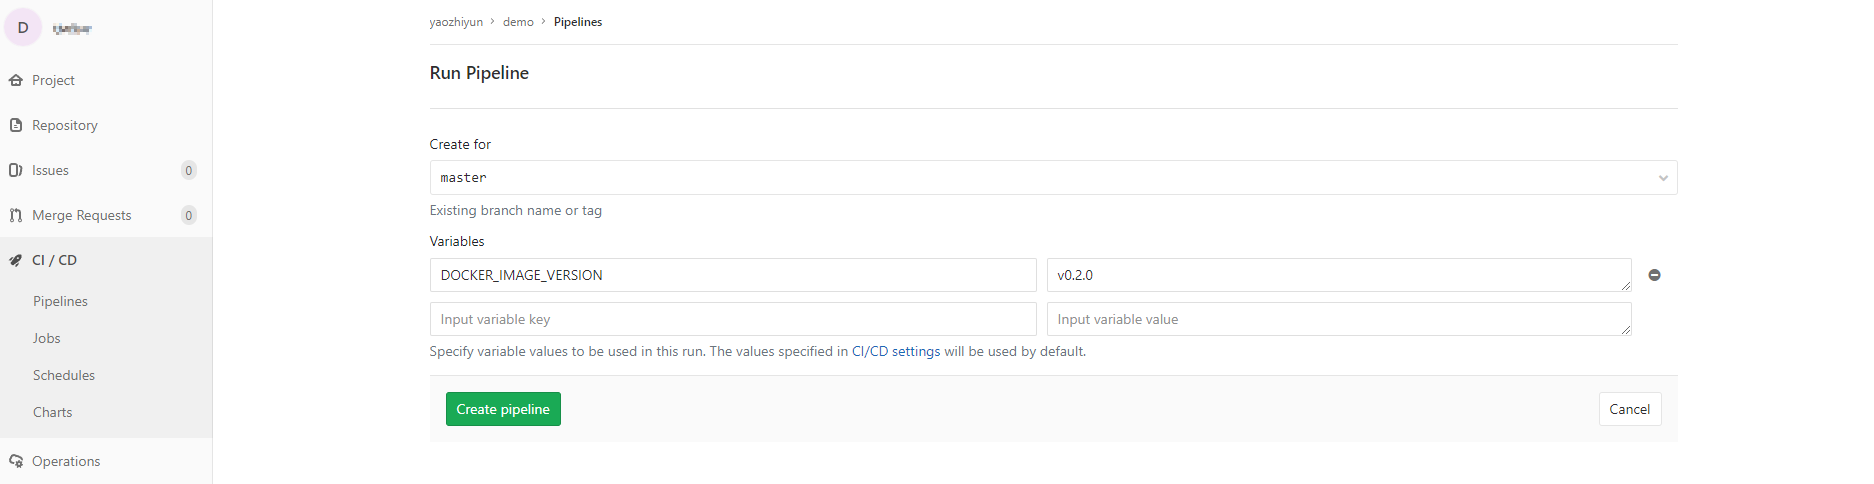 D
Project
Repository
Issues 0
Merge Requests 0
CI / CD
Pipelines
Jobs
Schedules
Charts
Operations
yaozhiyun > demo > Pipelines
Run Pipeline
Create for
master
Existing branch name or tag
Variables
DOCKER_IMAGE_VERSION v0.2.0
Input variable key Input variable value
Specify variable values to be used in this run. The values specified in CI/CD settings will be used by default.
Create pipeline Cancel